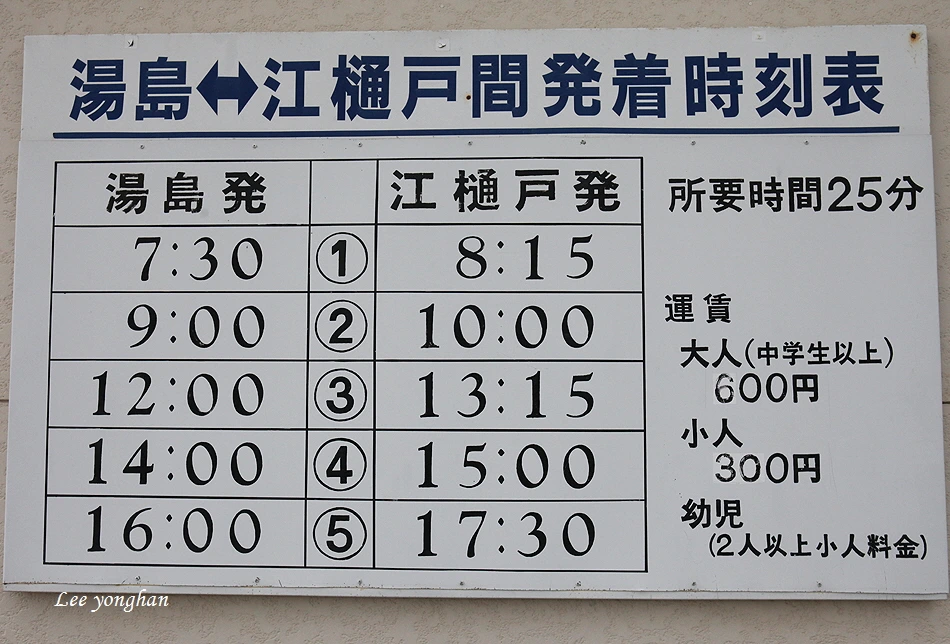 湯島↔江樋戸間発着時刻表
湯島発 江樋戸発
7:30 ① 8:15
9:00 ② 10:00
12:00 ③ 13:15
14:00 ④ 15:00
16:00 ⑤ 17:30
所要時間25分
運賃
大人(中学生以上)
600円
小人
300円
幼児
(2人以上小人料金)
Lee yonghan